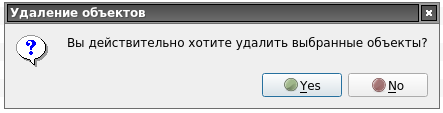 Удаление объектов
Вы действительно хотите удалить выбранные объекты?
Yes No